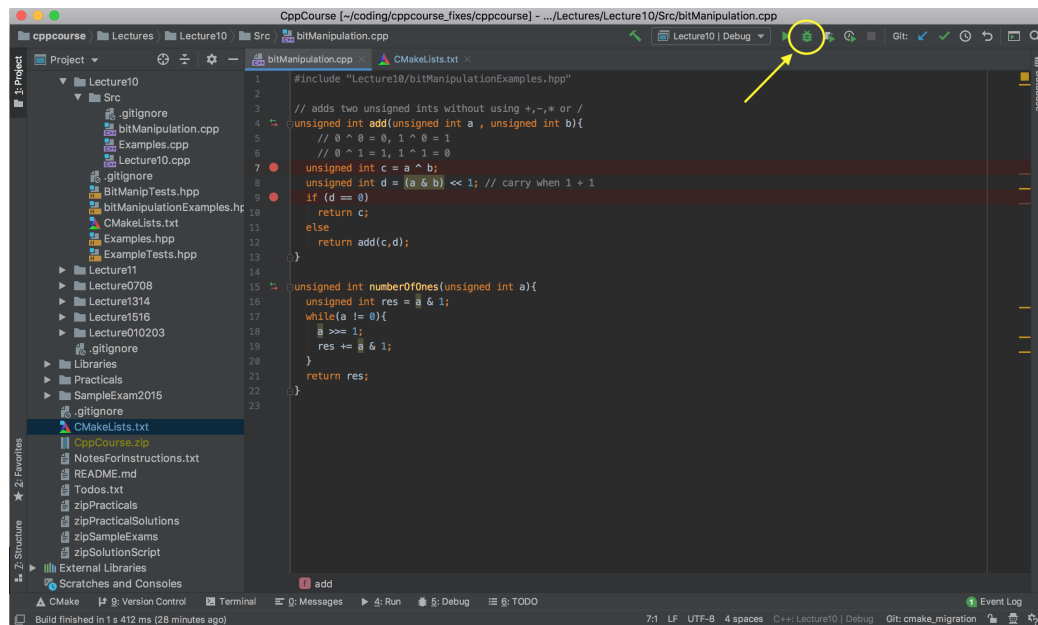 CppCourse [~/coding/cppcourse_fixes/cppcourse] - .../Lectures/Lecture10/Src/bitManipulation.cpp
cppcourse Lectures Lecture10 Src bitManipulation.cpp Lecture10 | Debug Git:
1: Project
Project
bitManipulation.cpp CMakeLists.txt
Lecture10
Src
.gitignore
bitManipulation.cpp
Examples.cpp
Lecture10.cpp
.gitignore
BitManipTests.hpp
bitManipulationExamples.hp
CMakeLists.txt
Examples.hpp
ExampleTests.hpp
Lecture11
Lecture0708
Lecture1314
Lecture1516
Lecture010203
.gitignore
Libraries
Practicals
SampleExam2015
.gitignore
CMakeLists.txt
CppCourse.zip
NotesForInstructions.txt
README.md
Todos.txt
zipPracticals
zipPracticalSolutions
zipSampleExams
zipSolutionScript
External Libraries
Scratches and Consoles
2: Favorites
Z: Structure
1 #include "Lecture10/bitManipulationExamples.hpp"
2
3 // adds two unsigned ints without using +,-,* or /
4 unsigned int add(unsigned int a , unsigned int b){
5 // 0 ^ 0 = 0, 1 ^ 0 = 1
6 // 0 ^ 1 = 1, 1 ^ 1 = 0
7 unsigned int c = a ^ b;
8 unsigned int d = (a & b) << 1; // carry when 1 + 1
9 if (d == 0)
10 return c;
11 else
12 return add(c,d);
13 }
14
15 unsigned int numberOfOnes(unsigned int a){
16 unsigned int res = a & 1;
17 while(a != 0){
18 a >>= 1;
19 res += a & 1;
20 }
21 return res;
22 }
23
f add
CMake 9: Version Control Terminal 0: Messages 4: Run 5: Debug 6: TODO 1 Event Log
Build finished in 1 s 412 ms (28 minutes ago) 7:1 LF UTF-8 4 spaces C++: Lecture10 | Debug Git: cmake_migration